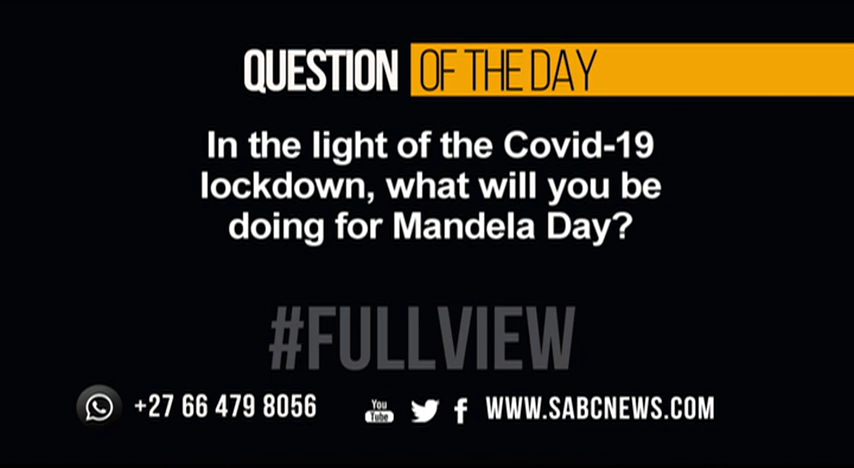 QUESTION OF THE DAY
In the light of the Covid-19
lockdown, what will you be
doing for Mandela Day?
#FULLVIEW
+27 66 479 8056 You Tube WWW.SABCNEWS.COM